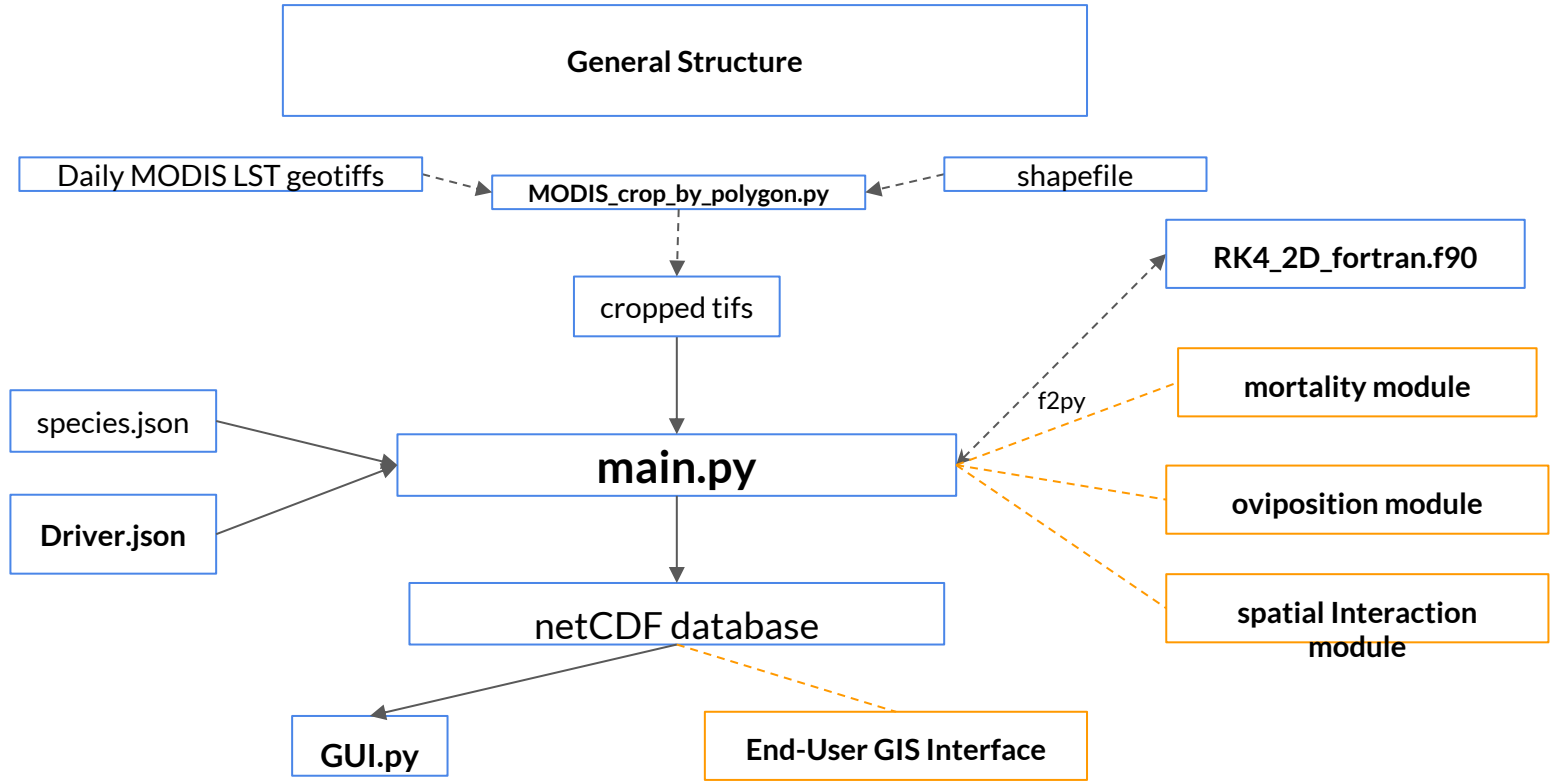 General Structure
Daily MODIS LST geotiffs
MODIS_crop_by_polygon.py
shapefile
RK4_2D_fortran.f90
cropped tifs
mortality module
f2py
species.json
main.py
oviposition module
Driver.json
spatial Interaction
module
netCDF database
GUI.py
End-User GIS Interface